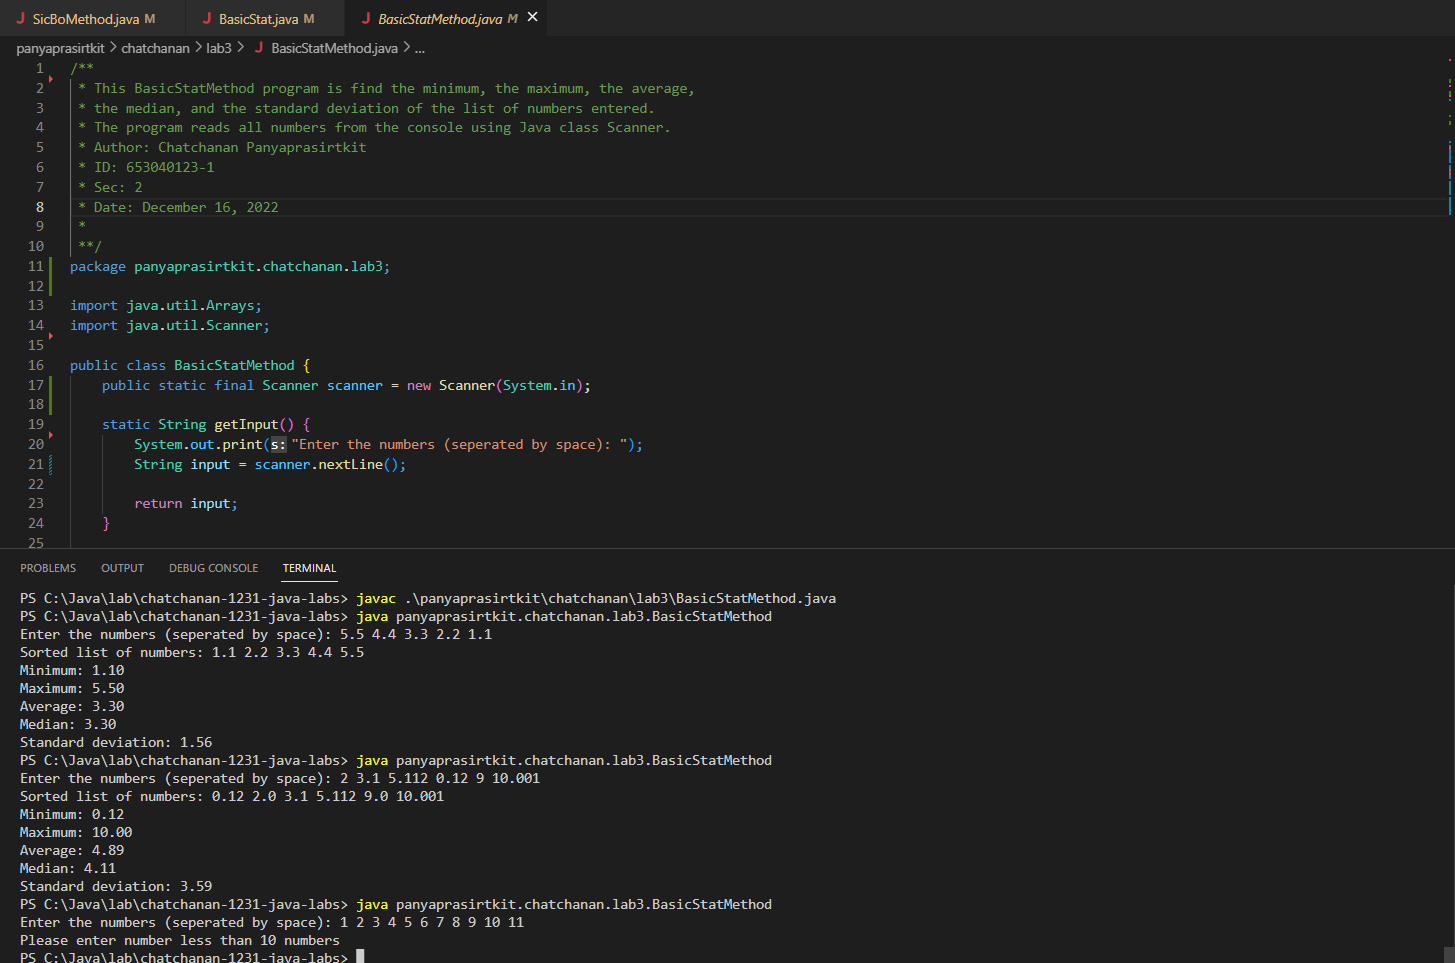 J SicBoMethod.java M J BasicStat.java M J BasicStatMethod.java M ×
panyaprasirtkit > chatchanan > lab3 > J BasicStatMethod.java > ...
1 /**
2 * This BasicStatMethod program is find the minimum, the maximum, the average,
3 * the median, and the standard deviation of the list of numbers entered.
4 * The program reads all numbers from the console using Java class Scanner.
5 * Author: Chatchanan Panyaprasirtkit
6 * ID: 653040123-1
7 * Sec: 2
8 * Date: December 16, 2022
9 *
10 **/
11 package panyaprasirtkit.chatchanan.lab3;
12
13 import java.util.Arrays;
14 import java.util.Scanner;
15
16 public class BasicStatMethod {
17 public static final Scanner scanner = new Scanner(System.in);
18
19 static String getInput() {
20 System.out.print(s: "Enter the numbers (seperated by space): ");
21 String input = scanner.nextLine();
22
23 return input;
24 }
25
PROBLEMS OUTPUT DEBUG CONSOLE TERMINAL
PS C:\Java\lab\chatchanan-1231-java-labs> javac .\panyaprasirtkit\chatchanan\lab3\BasicStatMethod.java
PS C:\Java\lab\chatchanan-1231-java-labs> java panyaprasirtkit.chatchanan.lab3.BasicStatMethod
Enter the numbers (seperated by space): 5.5 4.4 3.3 2.2 1.1
Sorted list of numbers: 1.1 2.2 3.3 4.4 5.5
Minimum: 1.10
Maximum: 5.50
Average: 3.30
Median: 3.30
Standard deviation: 1.56
PS C:\Java\lab\chatchanan-1231-java-labs> java panyaprasirtkit.chatchanan.lab3.BasicStatMethod
Enter the numbers (seperated by space): 2 3.1 5.112 0.12 9 10.001
Sorted list of numbers: 0.12 2.0 3.1 5.112 9.0 10.001
Minimum: 0.12
Maximum: 10.00
Average: 4.89
Median: 4.11
Standard deviation: 3.59
PS C:\Java\lab\chatchanan-1231-java-labs> java panyaprasirtkit.chatchanan.lab3.BasicStatMethod
Enter the numbers (seperated by space): 1 2 3 4 5 6 7 8 9 10 11
Please enter number less than 10 numbers
PS C:\Java\lab\chatchanan-1231-java-labs>